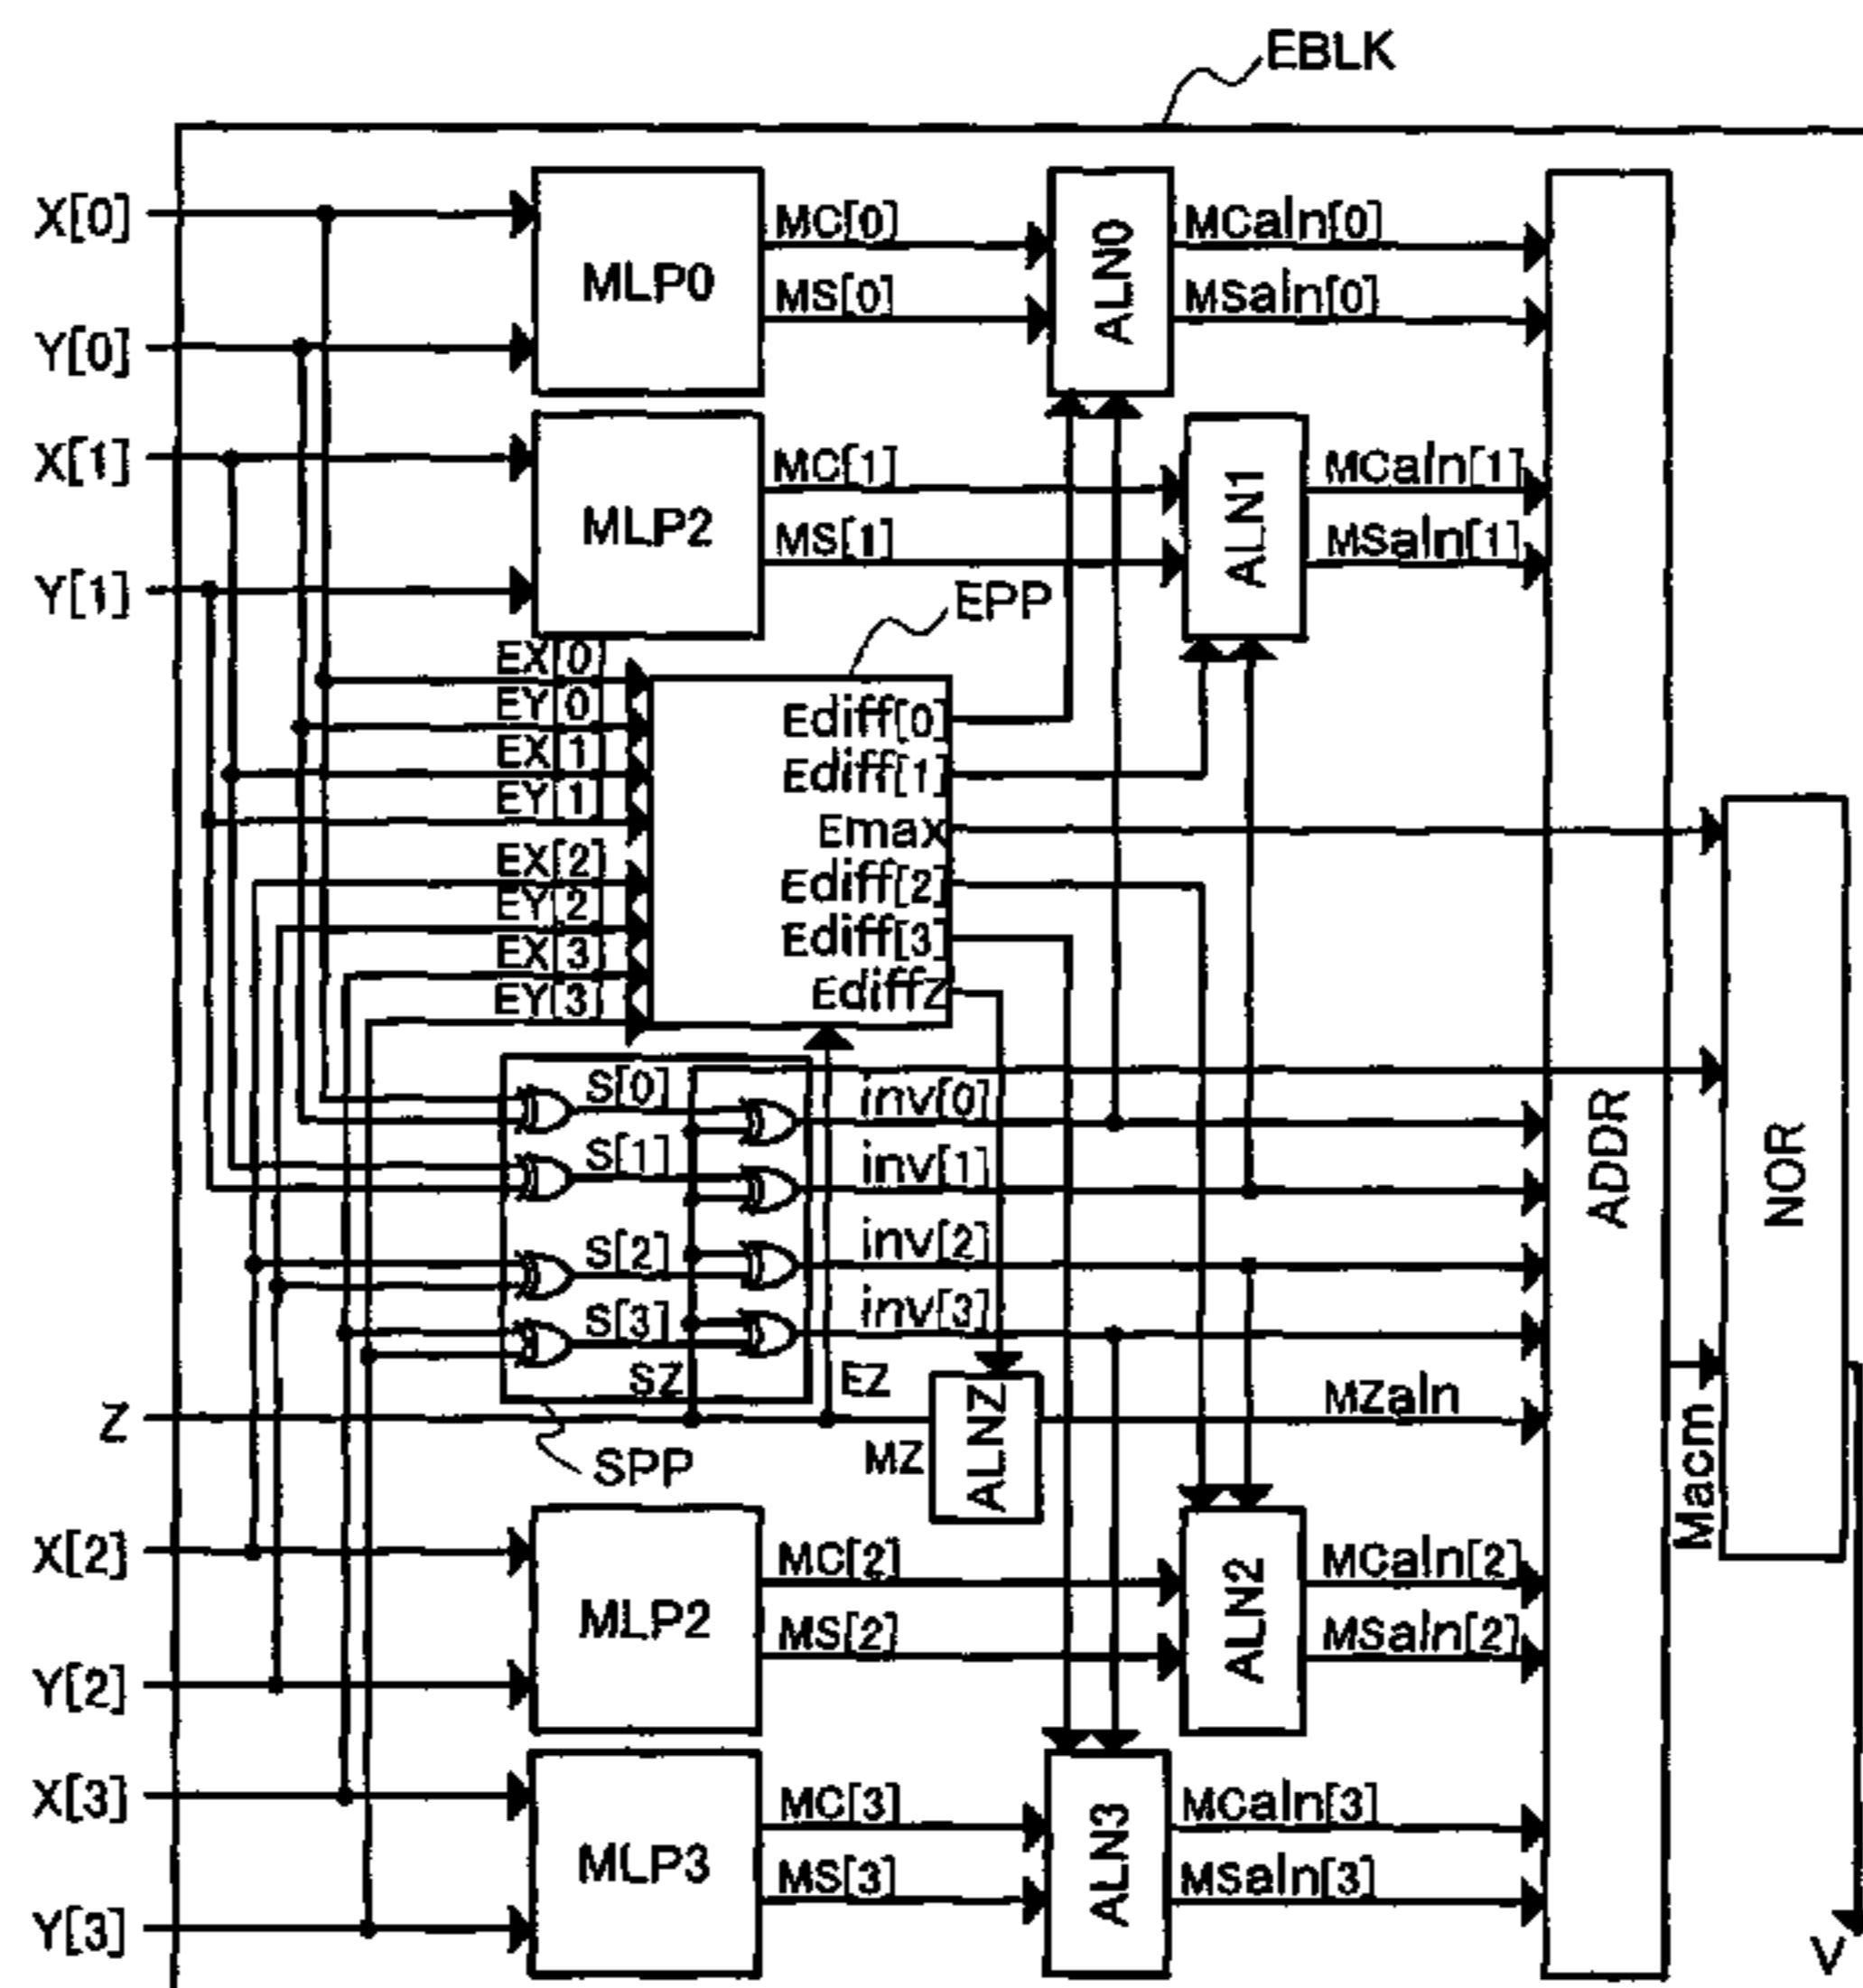 EBLK
X[0]
MC[0]
MCaln[0]
MLP0
ALN0
MS[0]
MSaln[0]
Y[0]
X[1]
MC[1]
MCaln[1]
MLP2
ALN1
MS[1]
MSaln[1]
Y[1]
EPP
EX[0]
EY[0]
EX[1]
EY[1]
EX[2]
EY[2]
EX[3]
EY[3]
Ediff[0]
Ediff[1]
Emax
Ediff[2]
Ediff[3]
EdiffZ
S[0]
inv[0]
S[1]
inv[1]
S[2]
inv[2]
S[3]
inv[3]
ADDR
NOR
SZ
EZ
Z
MZ
ALNZ
MZaln
SPP
Macm
X[2]
MC[2]
MCaln[2]
MLP2
ALN2
MS[2]
MSaln[2]
Y[2]
X[3]
MC[3]
MCaln[3]
MLP3
ALN3
MS[3]
MSaln[3]
Y[3]
V